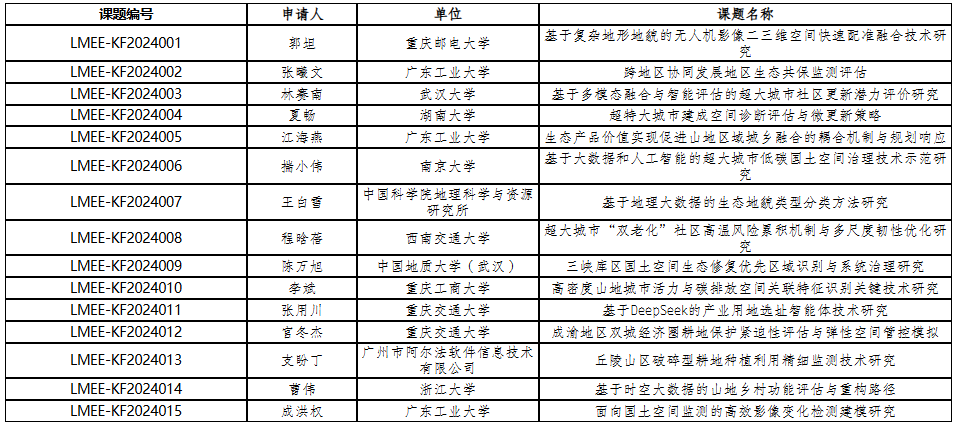 课题编号 申请人 单位 课题名称
LMEE-KF2024001 郭坦 重庆邮电大学 基于复杂地形地貌的无人机影像二三维空间快速配准融合技术研
究
LMEE-KF2024002 张曦文 广东工业大学 跨地区协同发展地区生态共保监测评估
LMEE-KF2024003 林赛南 武汉大学 基于多模态融合与智能评估的超大城市社区更新潜力评价研究
LMEE-KF2024004 夏畅 湖南大学 超特大城市建成空间诊断评估与微更新策略
LMEE-KF2024005 江海燕 广东工业大学 生态产品价值实现促进山地区域城乡融合的耦合机制与规划响应
LMEE-KF2024006 揣小伟 南京大学 基于大数据和人工智能的超大城市低碳国土空间治理技术示范研
究
LMEE-KF2024007 王自雪 中国科学院地理科学与资源
研究所 基于地理大数据的生态地貌类型分类方法研究
LMEE-KF2024008 程晗蓓 西南交通大学 超大城市“双老化”社区高温风险累积机制与多尺度韧性优化研
究
LMEE-KF2024009 陈万旭 中国地质大学（武汉） 三峡库区国土空间生态修复优先区域识别与系统治理研究
LMEE-KF2024010 李斌 重庆工商大学 高密度山地城市活力与碳排放空间关联特征识别关键技术研究
LMEE-KF2024011 张用川 重庆交通大学 基于DeepSeek的产业用地选址智能体技术研究
LMEE-KF2024012 官冬杰 重庆交通大学 成渝地区双城经济圈耕地保护紧迫性评估与弹性空间管控模拟
LMEE-KF2024013 支盼丁 广州市阿尔法软件信息技术
有限公司 丘陵山区破碎型耕地种植利用精细监测技术研究
LMEE-KF2024014 曹伟 浙江大学 基于时空大数据的山地乡村功能评估与重构路径
LMEE-KF2024015 成洪权 广东工业大学 面向国土空间监测的高效影像变化检测建模研究